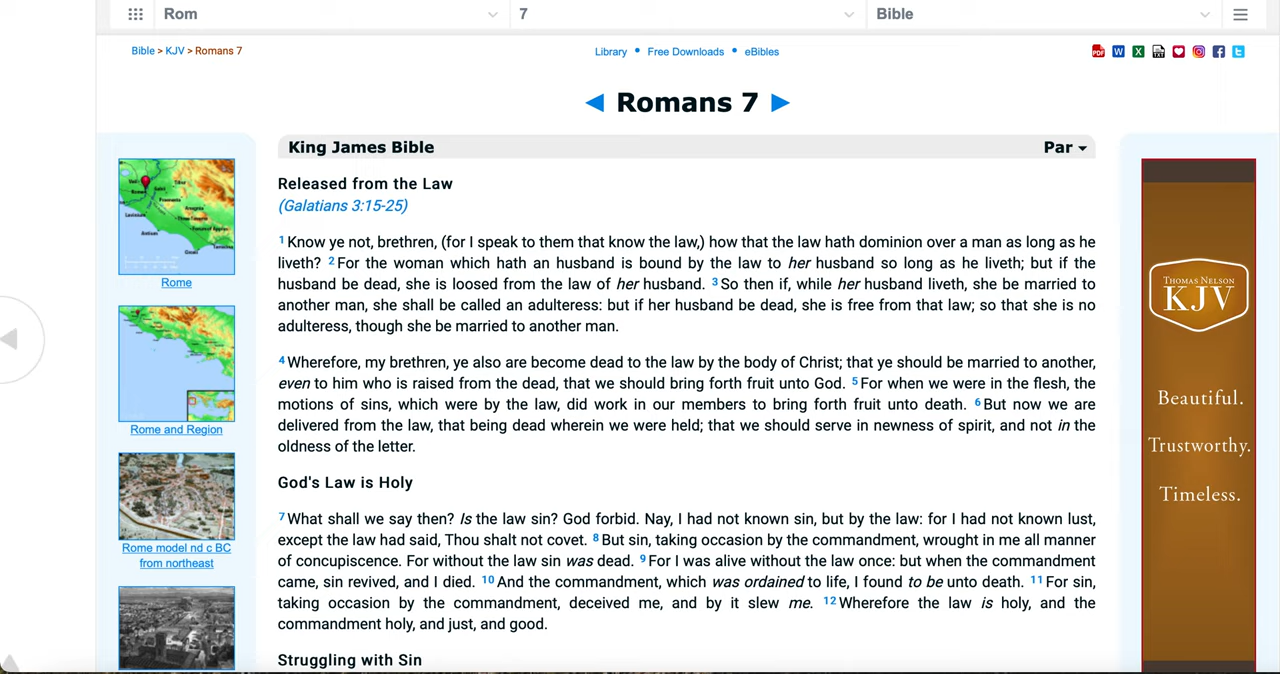 Rom
7
Bible
Bible > KJV > Romans 7
Library • Free Downloads • eBibles
◄ Romans 7 ►
King James Bible
Par
Released from the Law
(Galatians 3:15-25)
1 Know ye not, brethren, (for I speak to them that know the law,) how that the law hath dominion over a man as long as he
liveth? 2 For the woman which hath an husband is bound by the law to her husband so long as he liveth; but if the
husband be dead, she is loosed from the law of her husband. 3 So then if, while her husband liveth, she be married to
another man, she shall be called an adulteress: but if her husband be dead, she is free from that law; so that she is no
adulteress, though she be married to another man.
4 Wherefore, my brethren, ye also are become dead to the law by the body of Christ; that ye should be married to another,
even to him who is raised from the dead, that we should bring forth fruit unto God. 5 For when we were in the flesh, the
motions of sins, which were by the law, did work in our members to bring forth fruit unto death. 6 But now we are
delivered from the law, that being dead wherein we were held; that we should serve in newness of spirit, and not in the
oldness of the letter.
God's Law is Holy
7 What shall we say then? Is the law sin? God forbid. Nay, I had not known sin, but by the law: for I had not known lust,
except the law had said, Thou shalt not covet. 8 But sin, taking occasion by the commandment, wrought in me all manner
of concupiscence. For without the law sin was dead. 9 For I was alive without the law once: but when the commandment
came, sin revived, and I died. 10 And the commandment, which was ordained to life, I found to be unto death. 11 For sin,
taking occasion by the commandment, deceived me, and by it slew me. 12 Wherefore the law is holy, and the
commandment holy, and just, and good.
Struggling with Sin
Rome
Rome and Region
Rome model nd c BC
from northeast
THOMAS NELSON
KJV
Beautiful.
Trustworthy.
Timeless.